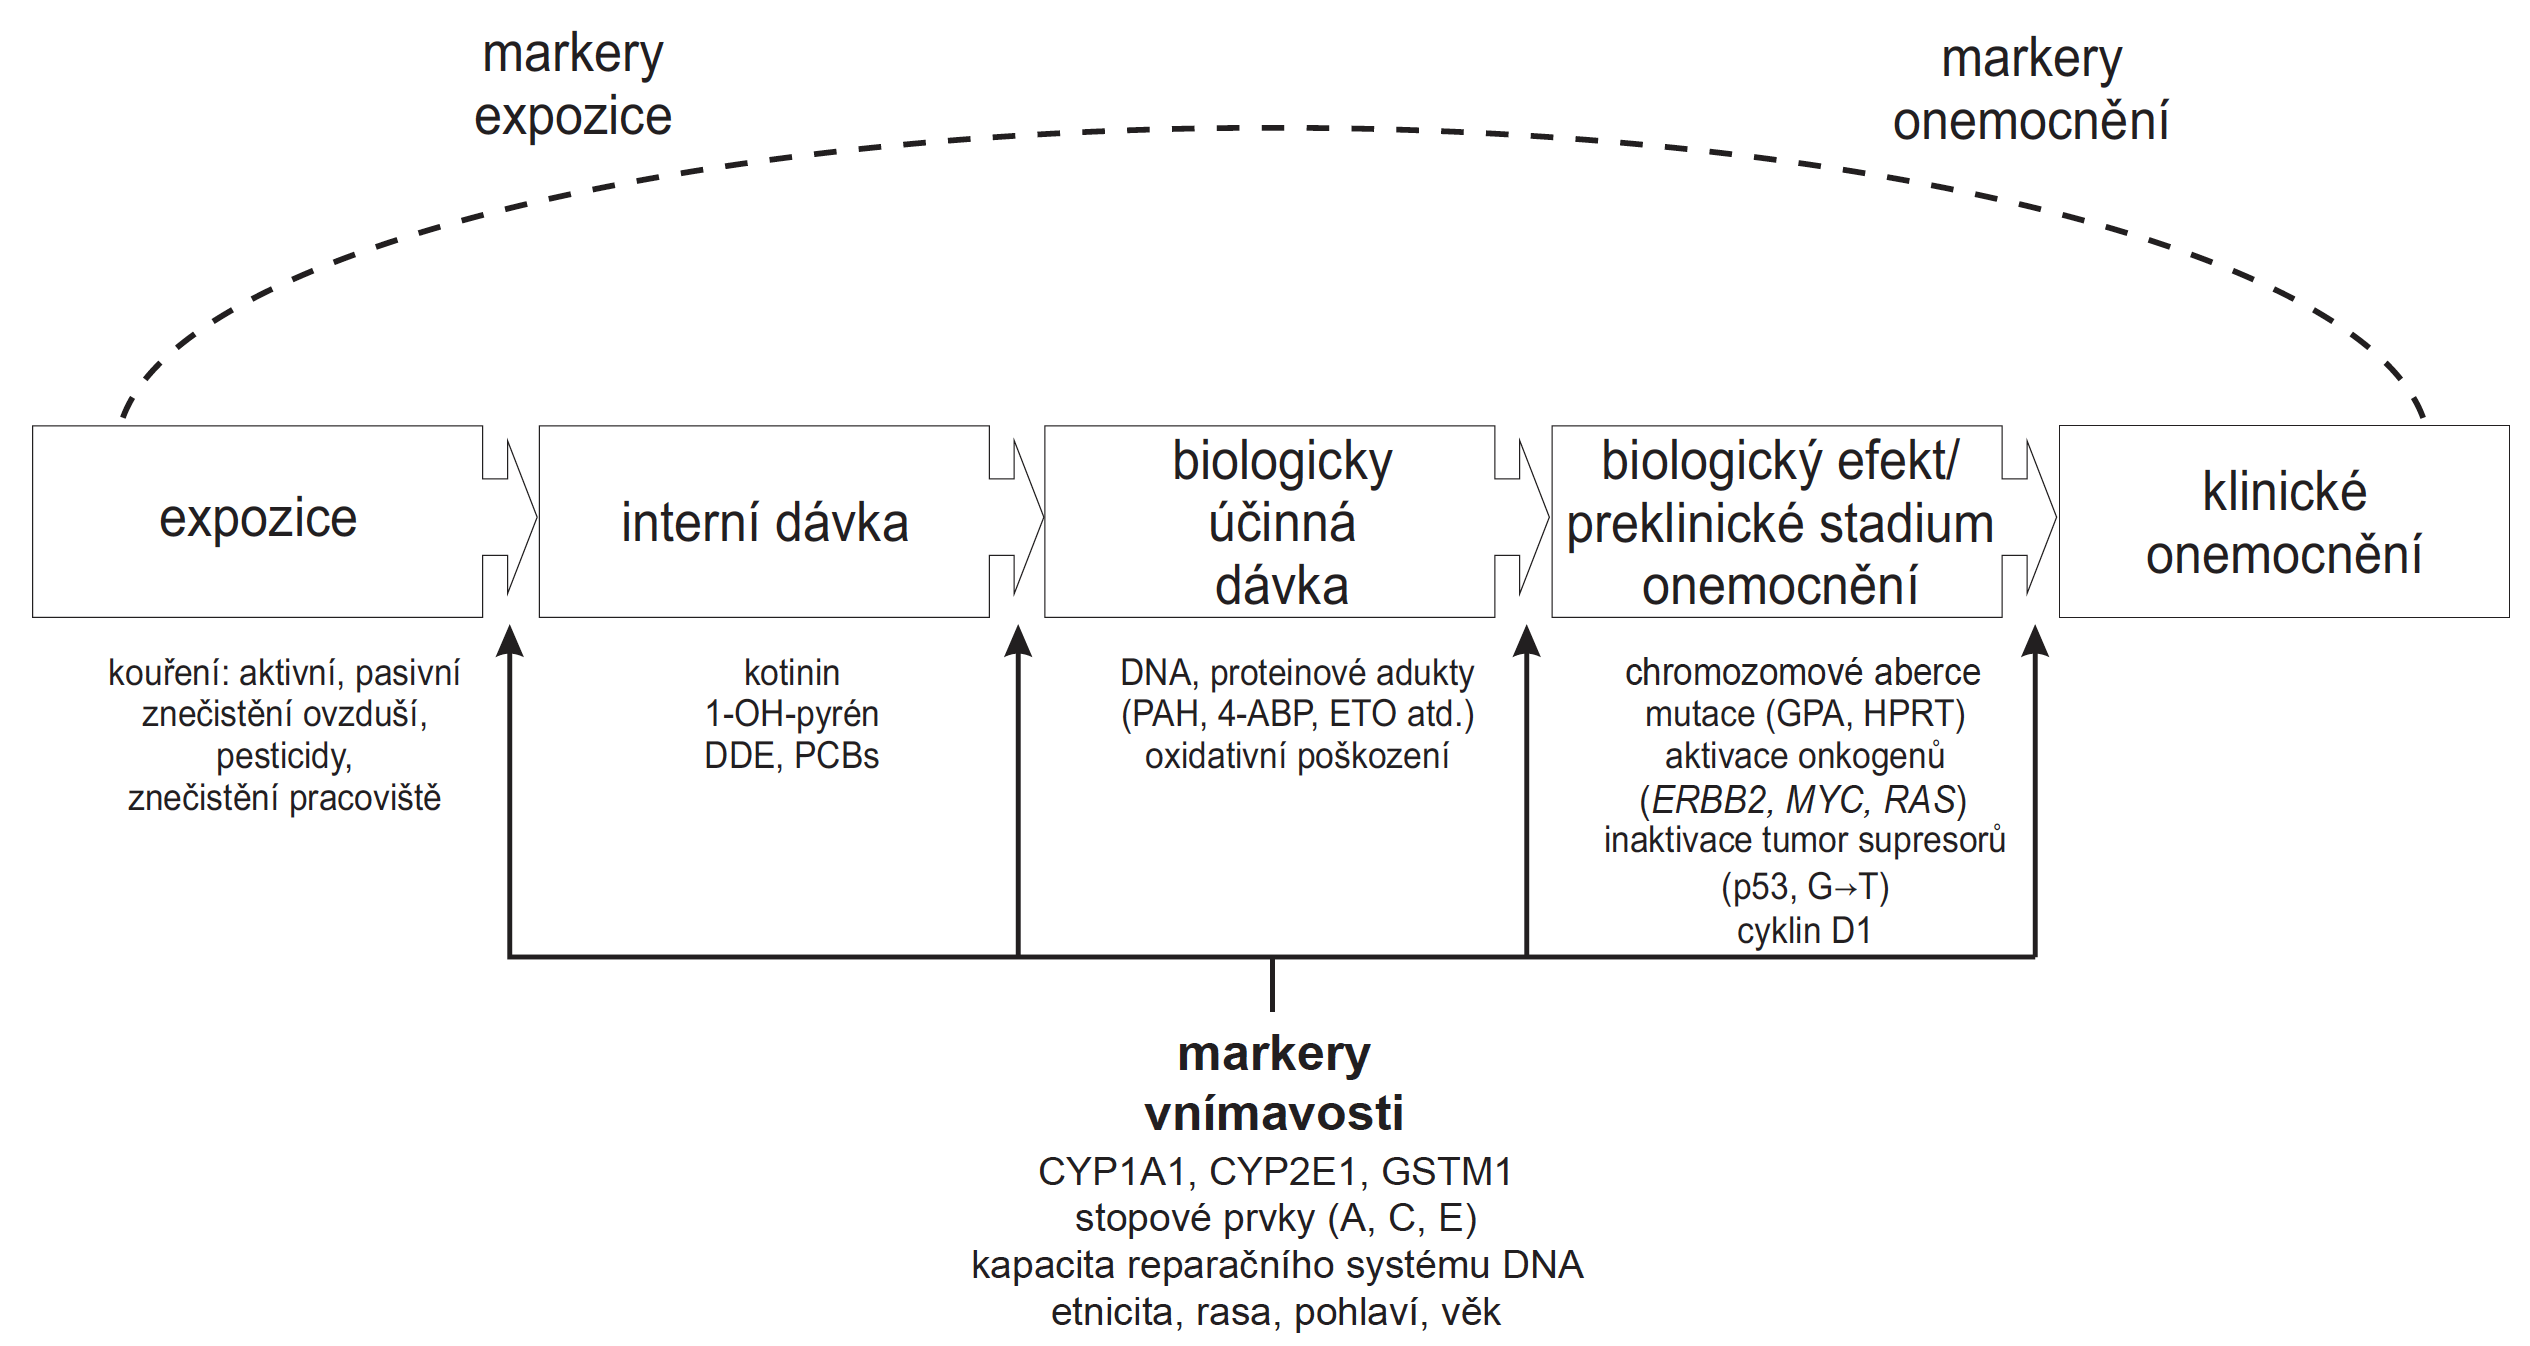 markery
expozice
markery
onemocnění
expozice
interní dávka
biologicky
účinná
dávka
biologický efekt/
preklinické stadium
onemocnění
klinické
onemocnění
kouření: aktivní, pasivní
znečistění ovzduší,
pesticidy,
znečistění pracoviště
kotinin
1-OH-pyrén
DDE, PCBs
DNA, proteinové adukty
(PAH, 4-ABP, ETO atd.)
oxidativní poškození
chromozomové aberce
mutace (GPA, HPRT)
aktivace onkogenů
(ERBB2, MYC, RAS)
inaktivace tumor supresorů
(p53, G→T)
cyklin D1
markery
vnímavosti
CYP1A1, CYP2E1, GSTM1
stopové prvky (A, C, E)
kapacita reparačního systému DNA
etnicita, rasa, pohlaví, věk